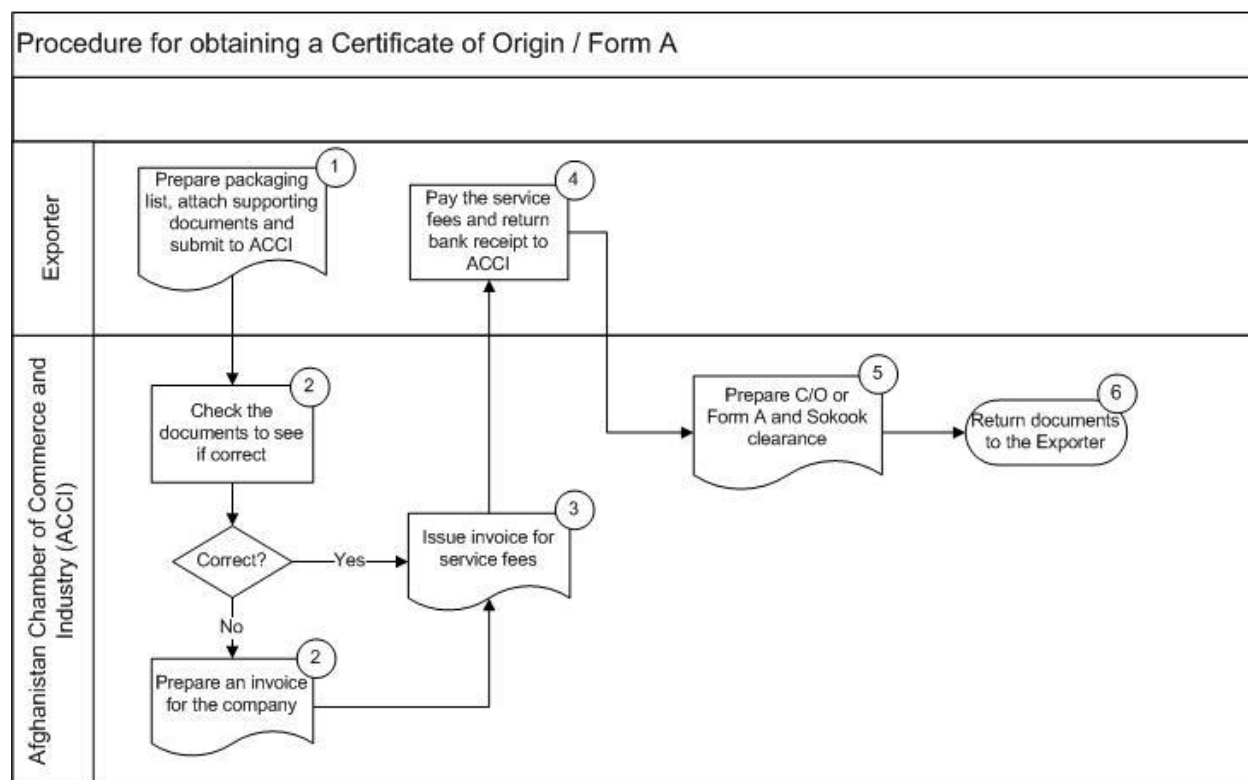 Procedure for obtaining a Certificate of Origin / Form A
Exporter
1
Prepare packaging
list, attach supporting
documents and
submit to ACCI
4
Pay the service
fees and return
bank receipt to
ACCI
Afghanistan Chamber of Commerce and
Industry (ACCI)
2
Check the
documents to see
if correct
Correct?
Yes
No
2
Prepare an invoice
for the company
3
Issue invoice for
service fees
5
Prepare C/O or
Form A and Sokook
clearance
6
Return documents
to the Exporter